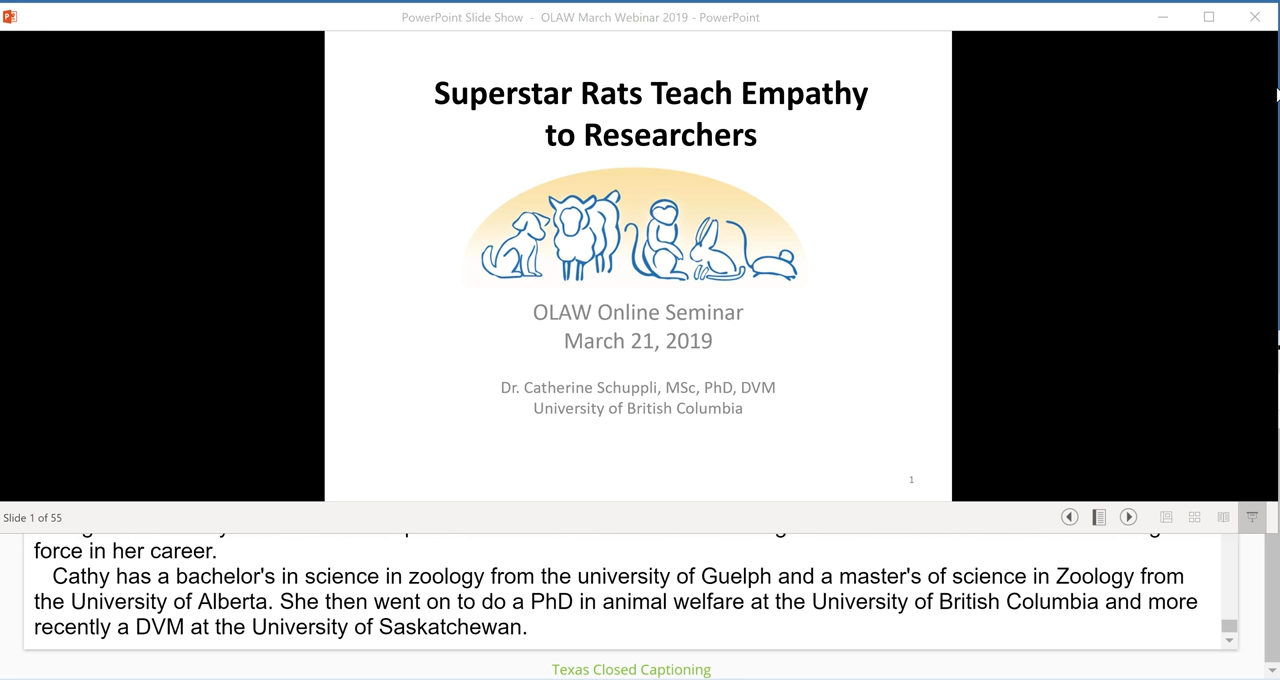 PowerPoint Slide Show - OLAW March Webinar 2019 - PowerPoint
Superstar Rats Teach Empathy
to Researchers
OLAW Online Seminar
March 21, 2019
Dr. Catherine Schuppli, MSc, PhD, DVM
University of British Columbia
1
Slide 1 of 55
force in her career.
Cathy has a bachelor's in science in zoology from the university of Guelph and a master's of science in Zoology from
the University of Alberta. She then went on to do a PhD in animal welfare at the University of British Columbia and more
recently a DVM at the University of Saskatchewan.
Texas Closed Captioning